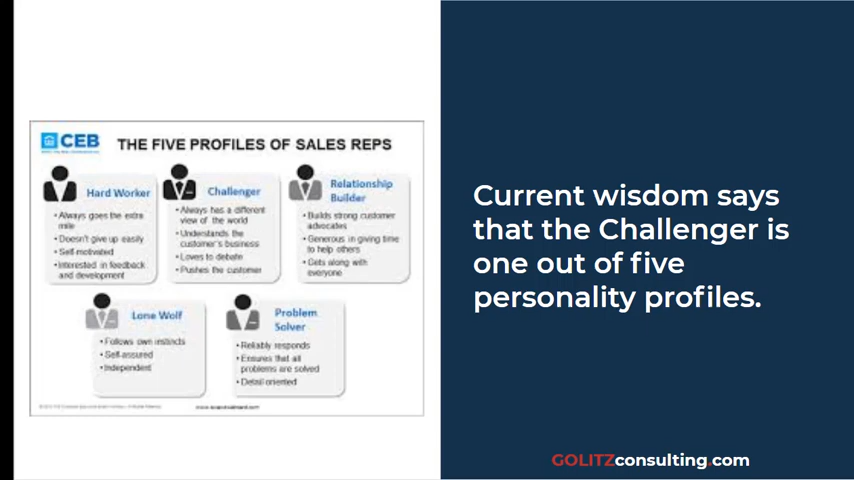 CEB
THE FIVE PROFILES OF SALES REPS
Hard Worker
• Always goes the extra
mile
• Doesn't give up easily
• Self-motivated
• Interested in feedback
and development
Challenger
• Always has a different
view of the world
• Understands the
customer's business
• Loves to debate
• Pushes the customer
Relationship
Builder
• Builds strong customer
advocates
• Generous in giving time
to help others
• Gets along with
everyone
Lone Wolf
• Follows own instincts
• Self-assured
• Independent
Problem
Solver
• Reliably responds
• Ensures that all
problems are solved
• Detail oriented
Current wisdom says
that the Challenger is
one out of five
personality profiles.
GOLITZconsulting.com